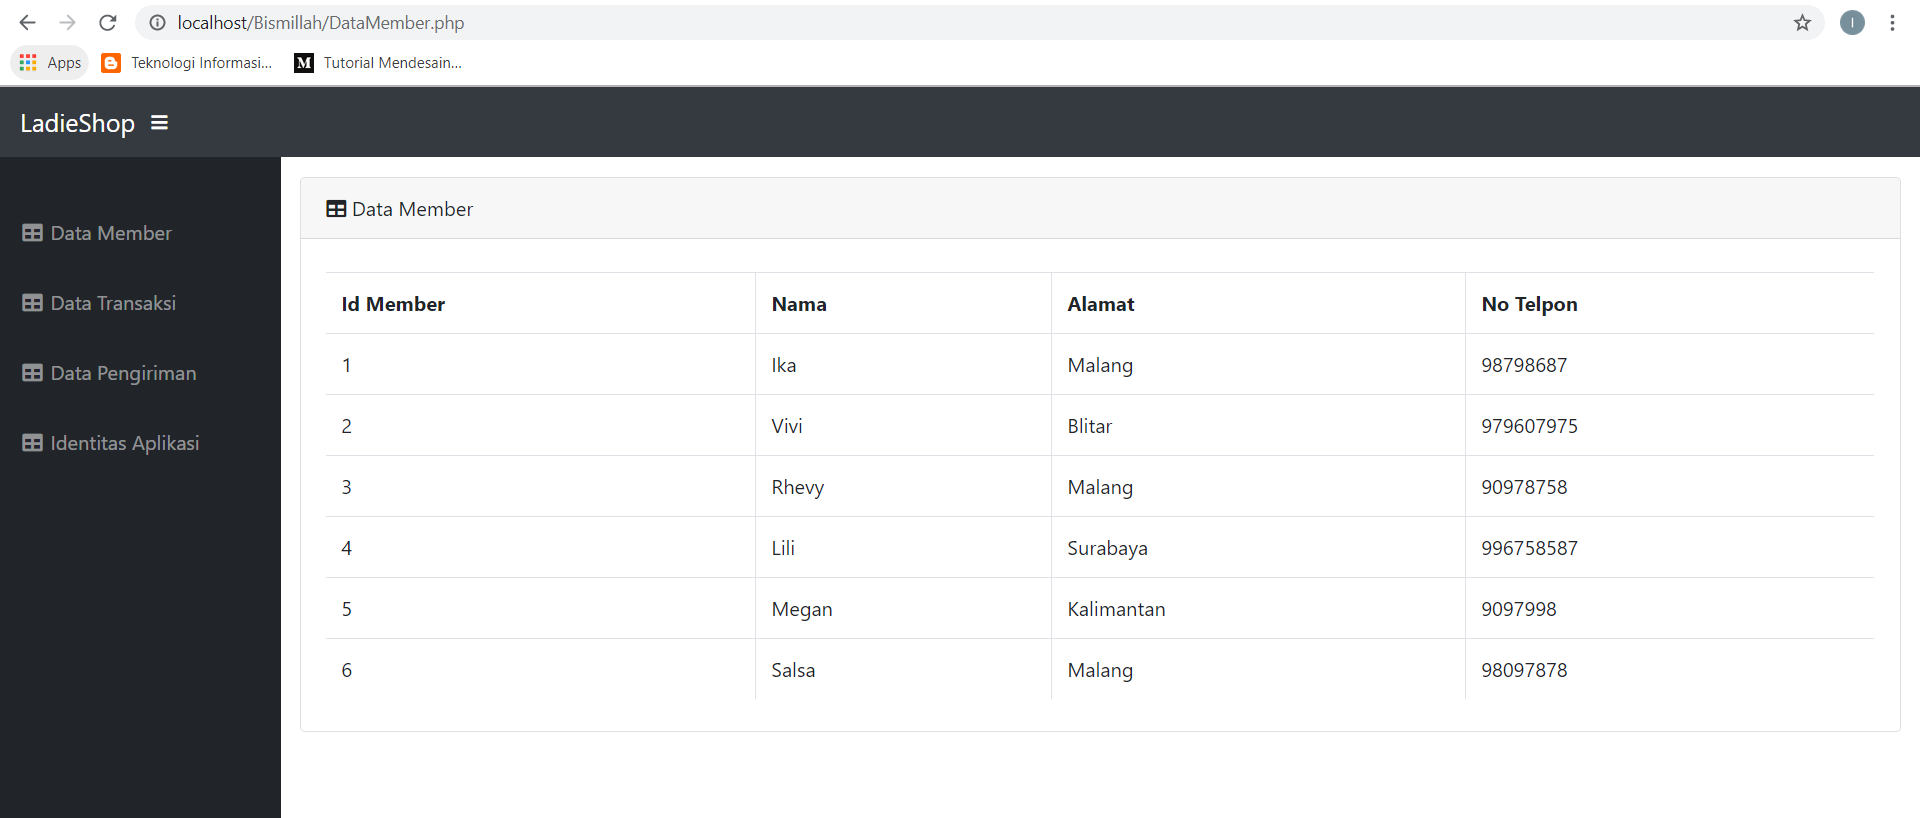 localhost/Bismillah/DataMember.php
I
Apps Teknologi Informasi... M Tutorial Mendesain...
LadieShop
Data Member
Data Transaksi
Data Pengiriman
Identitas Aplikasi
Data Member
Id Member Nama Alamat No Telpon
1 Ika Malang 98798687
2 Vivi Blitar 979607975
3 Rhevy Malang 90978758
4 Lili Surabaya 996758587
5 Megan Kalimantan 9097998
6 Salsa Malang 98097878